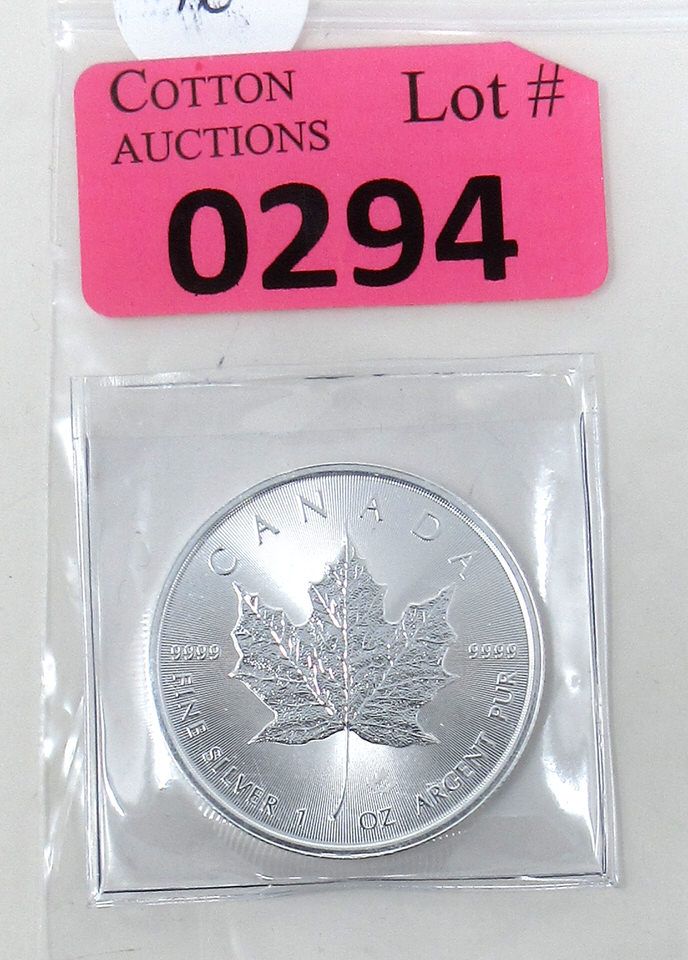 COTTON
AUCTIONS
Lot #
0294
CANADA
9999
9999
FINE SILVER 1 OZ ARGENT PUR